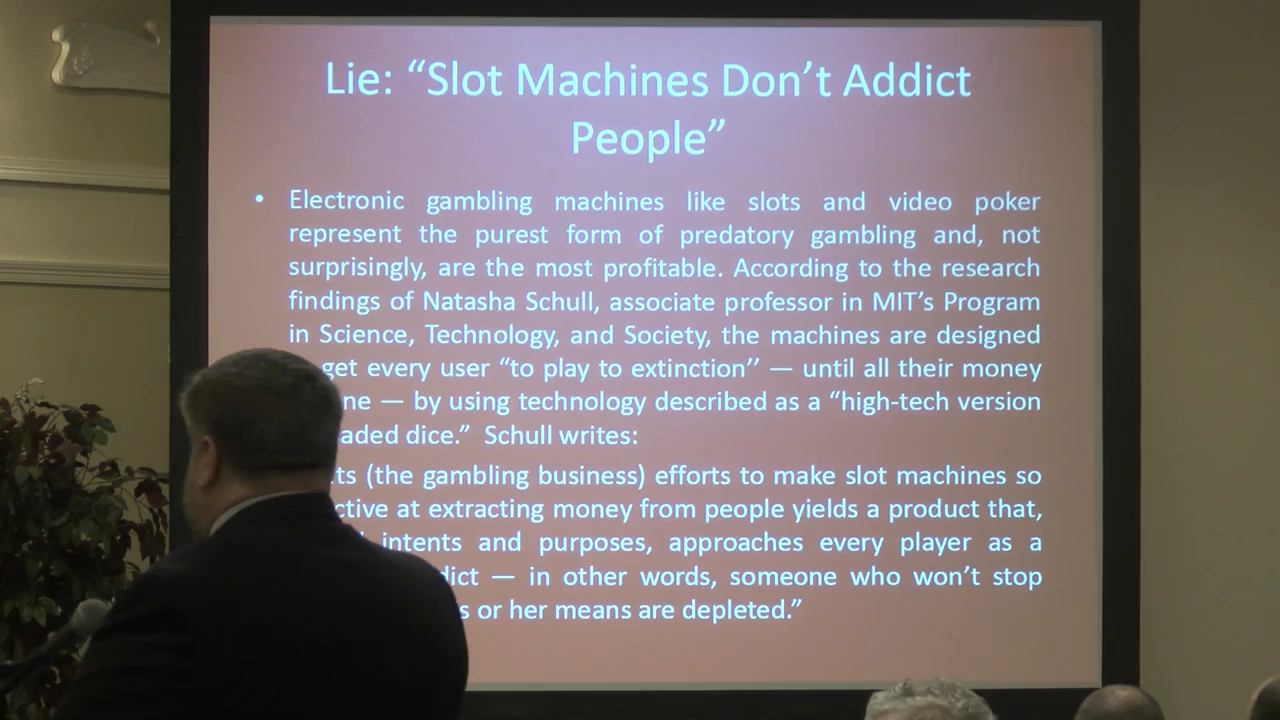 Lie: “Slot Machines Don’t Addict
People”
• Electronic gambling machines like slots and video poker
represent the purest form of predatory gambling and, not
surprisingly, are the most profitable. According to the research
findings of Natasha Schull, associate professor in MIT’s Program
in Science, Technology, and Society, the machines are designed
get every user “to play to extinction” — until all their money
— by using technology described as a “high-tech version
dice.” Schull writes:
(the gambling business) efforts to make slot machines so
at extracting money from people yields a product that,
intents and purposes, approaches every player as a
— in other words, someone who won’t stop
or her means are depleted.”